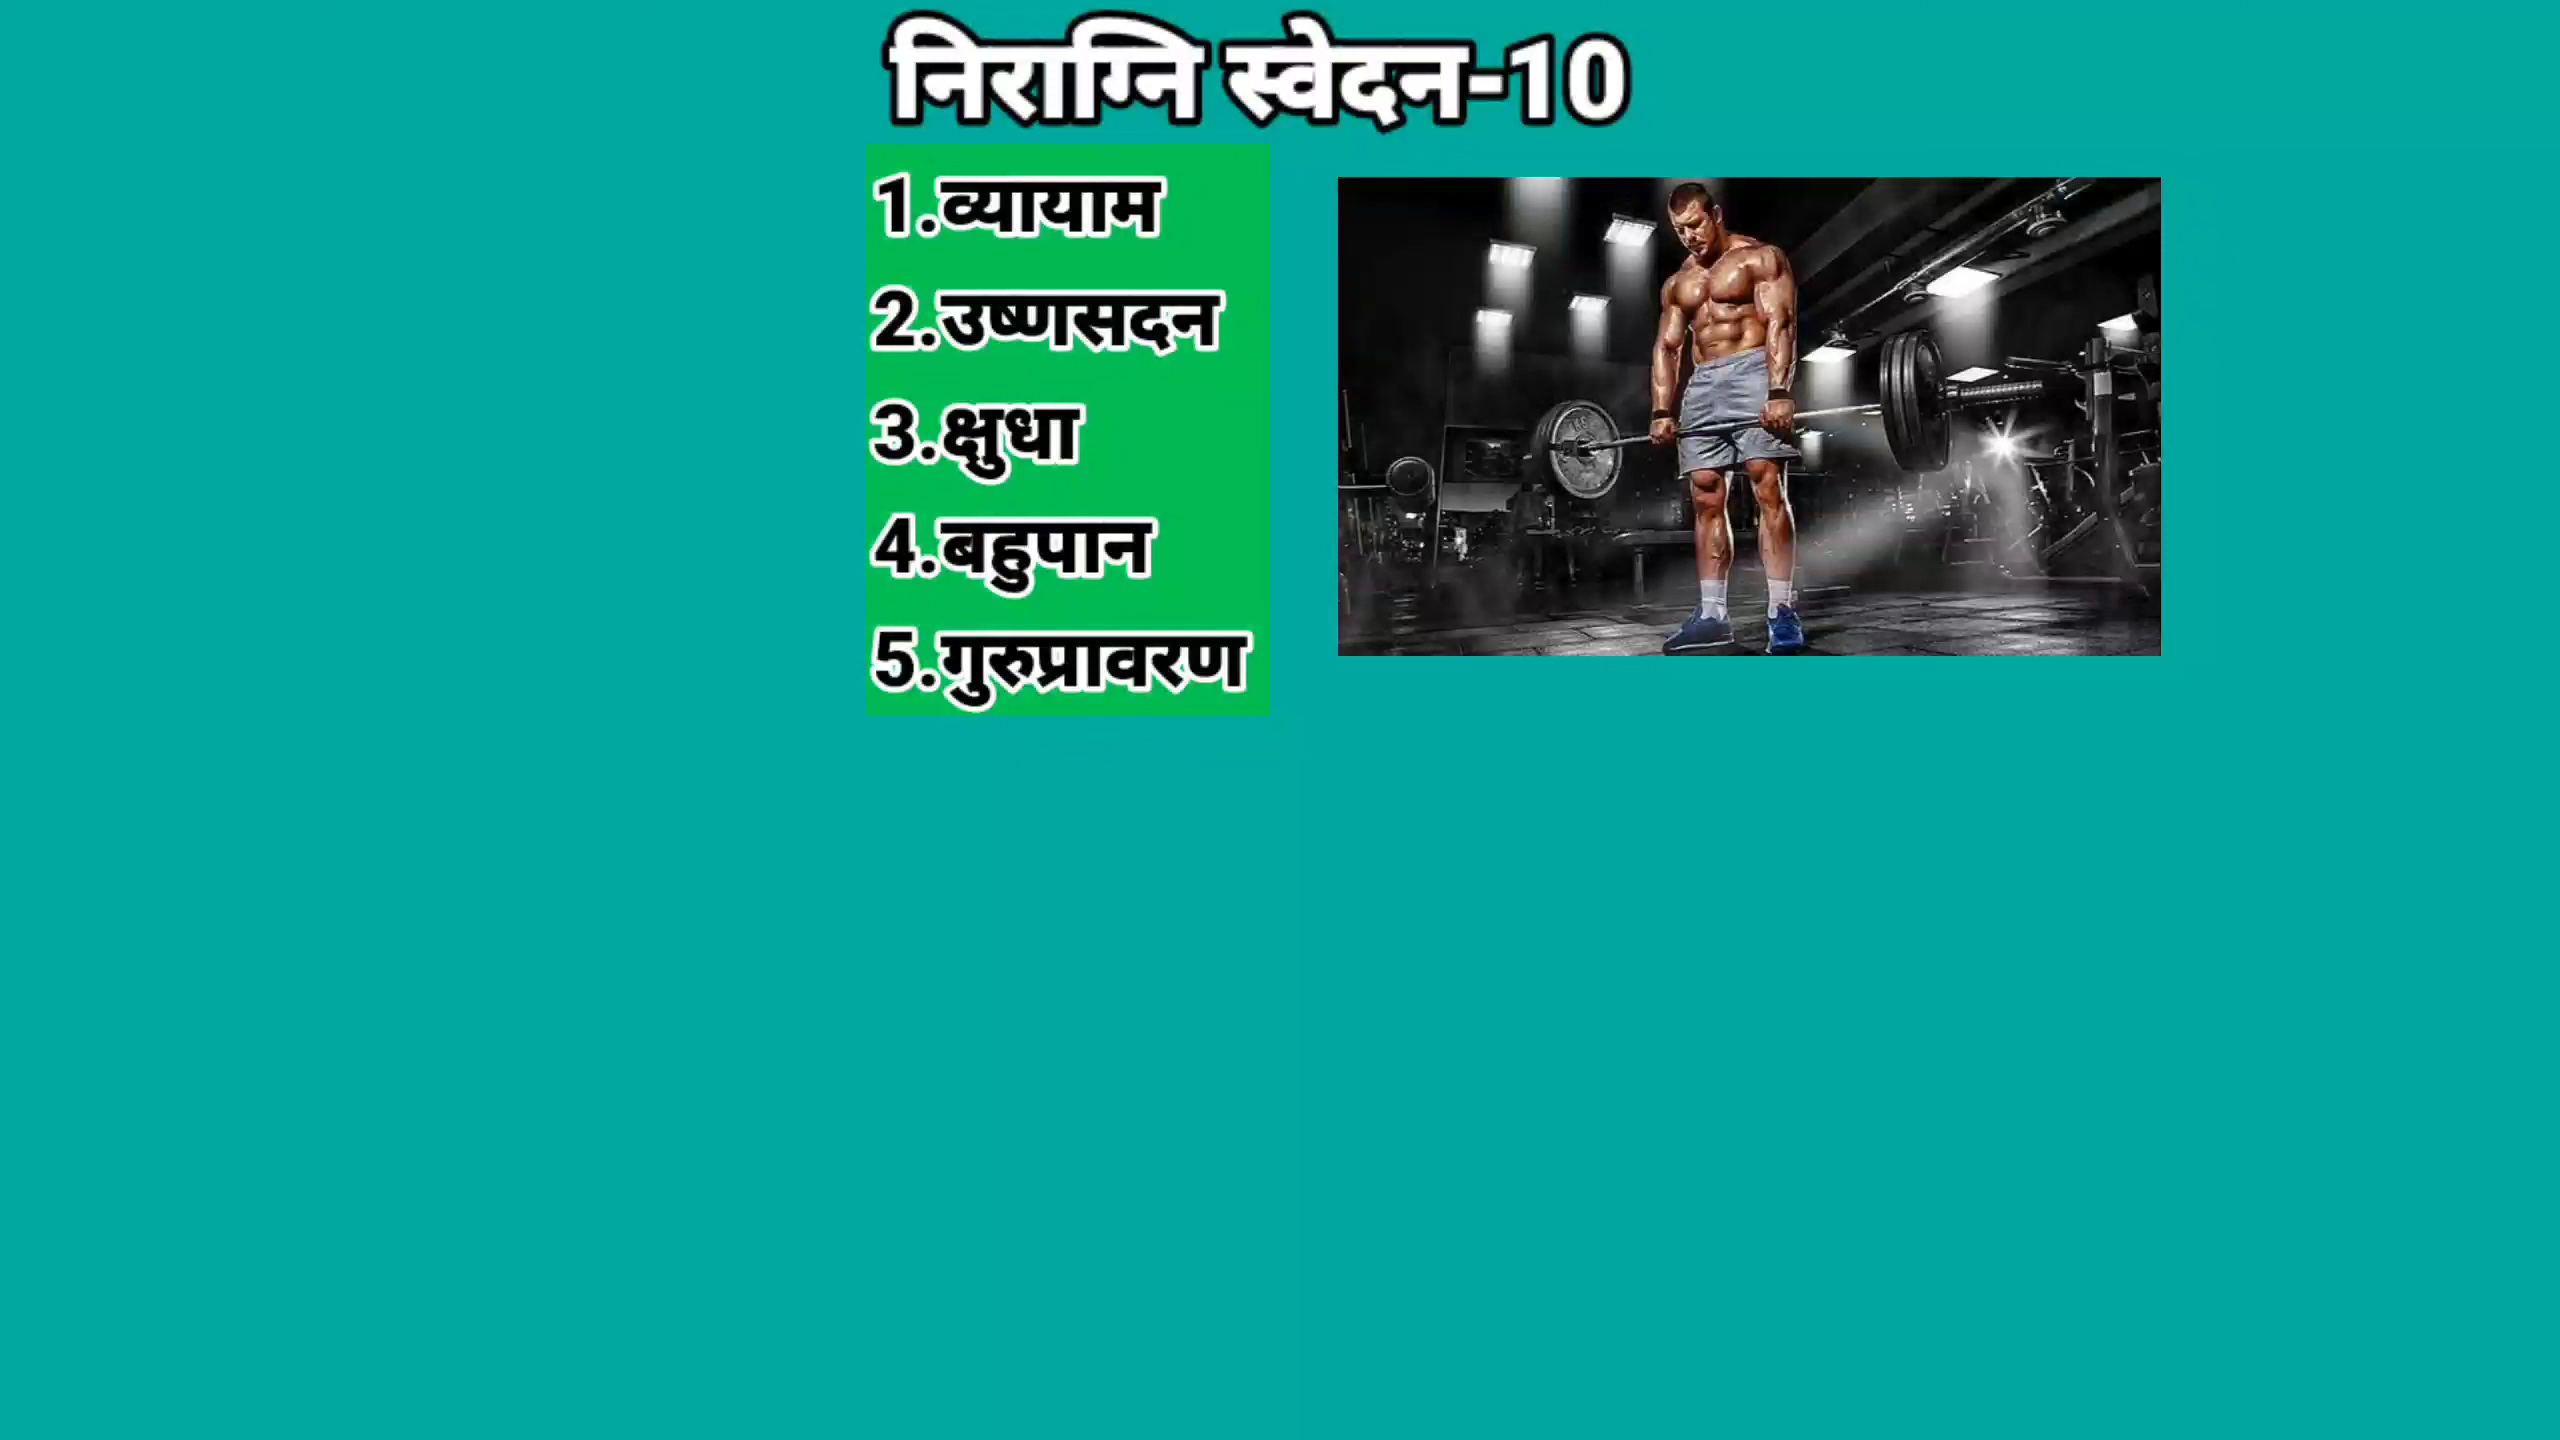 निराग्नि स्वेदन-10
1.व्यायाम
2.उष्णसदन
3.क्षुधा
4.बहुपान
5.गुरुप्रावरण